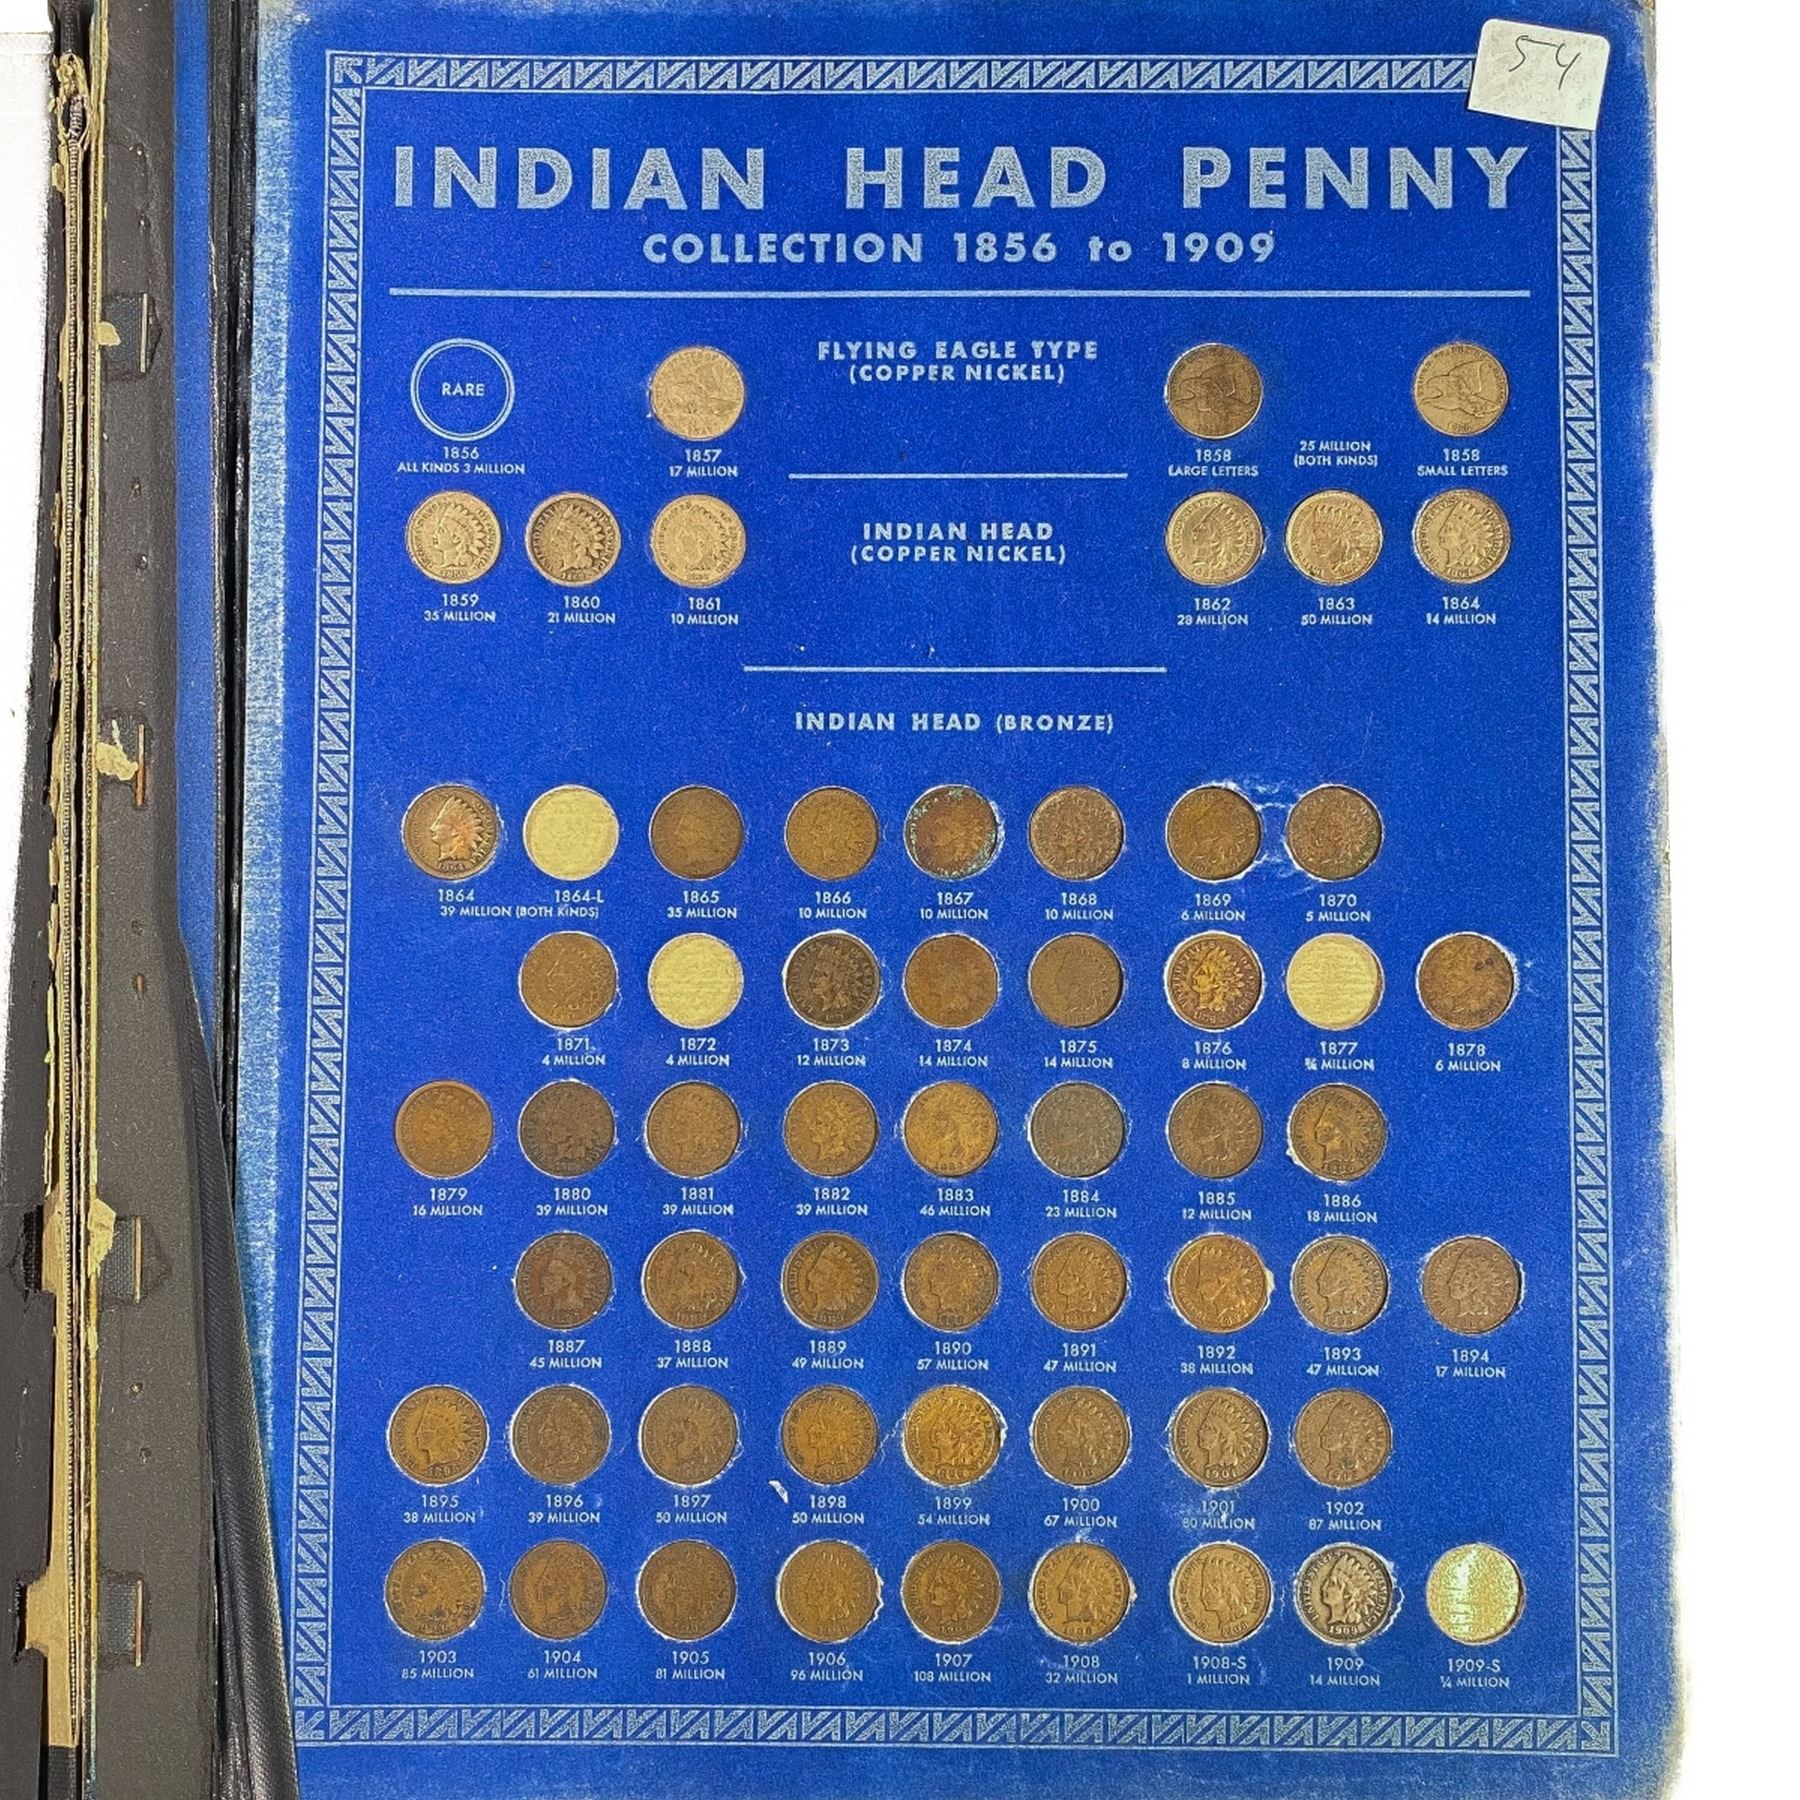 54
INDIAN HEAD PENNY
COLLECTION 1856 to 1909
FLYING EAGLE TYPE
(COPPER NICKEL)
RARE
1856
ALL KINDS 3 MILLION
1857
17 MILLION
1858
LARGE LETTERS
25 MILLION
(BOTH KINDS)
1858
SMALL LETTERS
INDIAN HEAD
(COPPER NICKEL)
1859
35 MILLION
1860
21 MILLION
1861
10 MILLION
1862
28 MILLION
1863
50 MILLION
1864
14 MILLION
INDIAN HEAD (BRONZE)
1864 1864-L
39 MILLION (BOTH KINDS)
1865
35 MILLION
1866
10 MILLION
1867
10 MILLION
1868
10 MILLION
1869
6 MILLION
1870
5 MILLION
1871
4 MILLION
1872
4 MILLION
1873
12 MILLION
1874
14 MILLION
1875
14 MILLION
1876
8 MILLION
1877
MILLION
1878
6 MILLION
1879
16 MILLION
1880
39 MILLION
1881
39 MILLION
1882
39 MILLION
1883
46 MILLION
1884
23 MILLION
1885
12 MILLION
1886
18 MILLION
1887
45 MILLION
1888
37 MILLION
1889
49 MILLION
1890
57 MILLION
1891
47 MILLION
1892
38 MILLION
1893
47 MILLION
1894
17 MILLION
1895
38 MILLION
1896
39 MILLION
1897
50 MILLION
1898
50 MILLION
1899
54 MILLION
1900
67 MILLION
1901
80 MILLION
1902
87 MILLION
1903
85 MILLION
1904
61 MILLION
1905
81 MILLION
1906
96 MILLION
1907
108 MILLION
1908
32 MILLION
1908-S
1 MILLION
1909
14 MILLION
1909-S
¼ MILLION